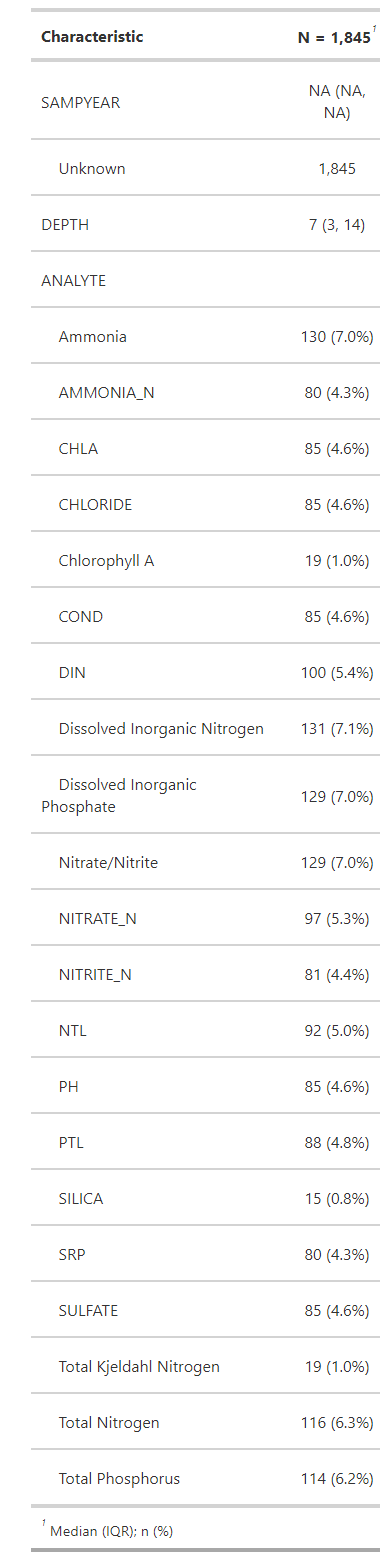 Characteristic N = 1,845¹
SAMPYEAR NA (NA,
NA)
Unknown 1,845
DEPTH 7 (3, 14)
ANALYTE
Ammonia 130 (7.0%)
AMMONIA_N 80 (4.3%)
CHLA 85 (4.6%)
CHLORIDE 85 (4.6%)
Chlorophyll A 19 (1.0%)
COND 85 (4.6%)
DIN 100 (5.4%)
Dissolved Inorganic Nitrogen 131 (7.1%)
Dissolved Inorganic
Phosphate 129 (7.0%)
Nitrate/Nitrite 129 (7.0%)
NITRATE_N 97 (5.3%)
NITRITE_N 81 (4.4%)
NTL 92 (5.0%)
PH 85 (4.6%)
PTL 88 (4.8%)
SILICA 15 (0.8%)
SRP 80 (4.3%)
SULFATE 85 (4.6%)
Total Kjeldahl Nitrogen 19 (1.0%)
Total Nitrogen 116 (6.3%)
Total Phosphorus 114 (6.2%)
¹ Median (IQR); n (%)